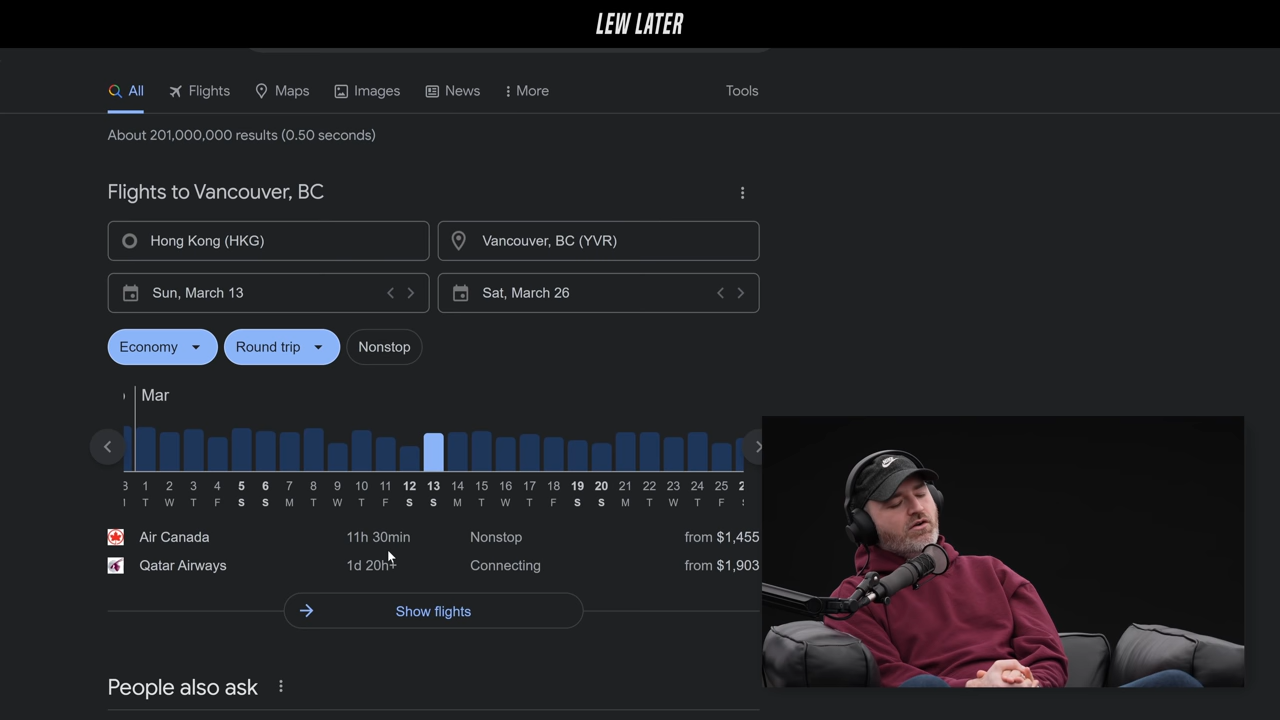 LEW LATER
All Flights Maps Images News More Tools
About 201,000,000 results (0.50 seconds)
Flights to Vancouver, BC
Hong Kong (HKG) Vancouver, BC (YVR)
Sun, March 13 Sat, March 26
Economy Round trip Nonstop
Mar
1 2 3 4 5 6 7 8 9 10 11 12 13 14 15 16 17 18 19 20 21 22 23 24 25
T W T F S S M T W T F S S M T W T F S S M T W T F
Air Canada 11h 30min Nonstop from $1,455
Qatar Airways 1d 20h+ Connecting from $1,903
Show flights
People also ask